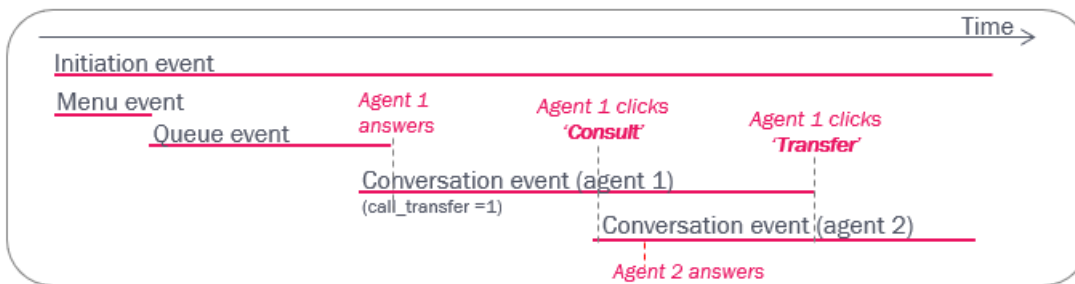 Time
Initiation event
Menu event
Agent 1
answers
Agent 1 clicks
‘Consult’
Agent 1 clicks
‘Transfer’
Queue event
Conversation event (agent 1)
(call_transfer =1)
Conversation event (agent 2)
Agent 2 answers